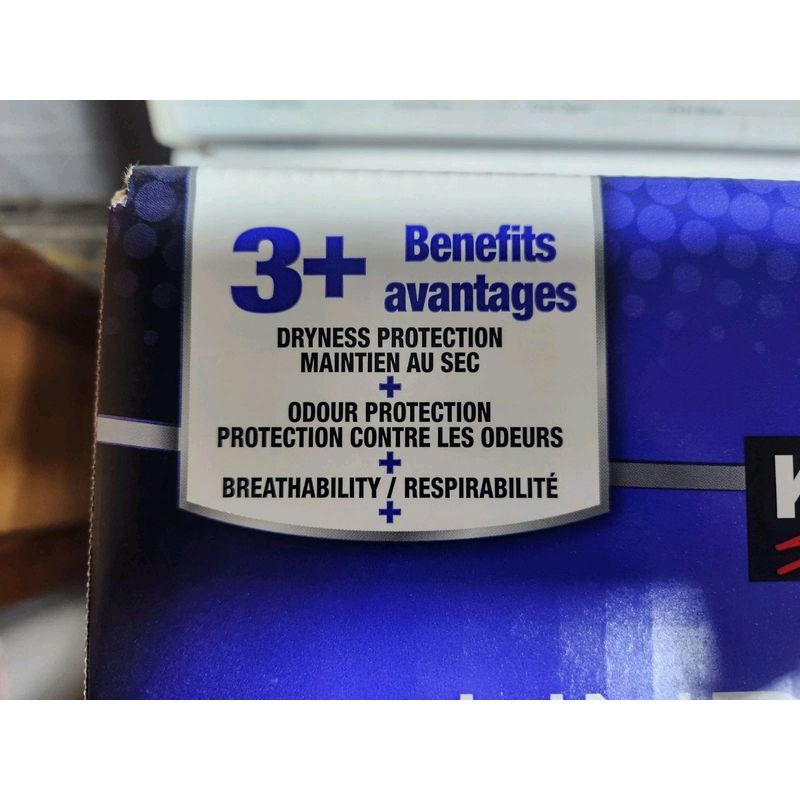 3+ Benefits
avantages
DRYNESS PROTECTION
MAINTIEN AU SEC
+
ODOUR PROTECTION
PROTECTION CONTRE LES ODEURS
+
BREATHABILITY / RESPIRABILITÉ
+